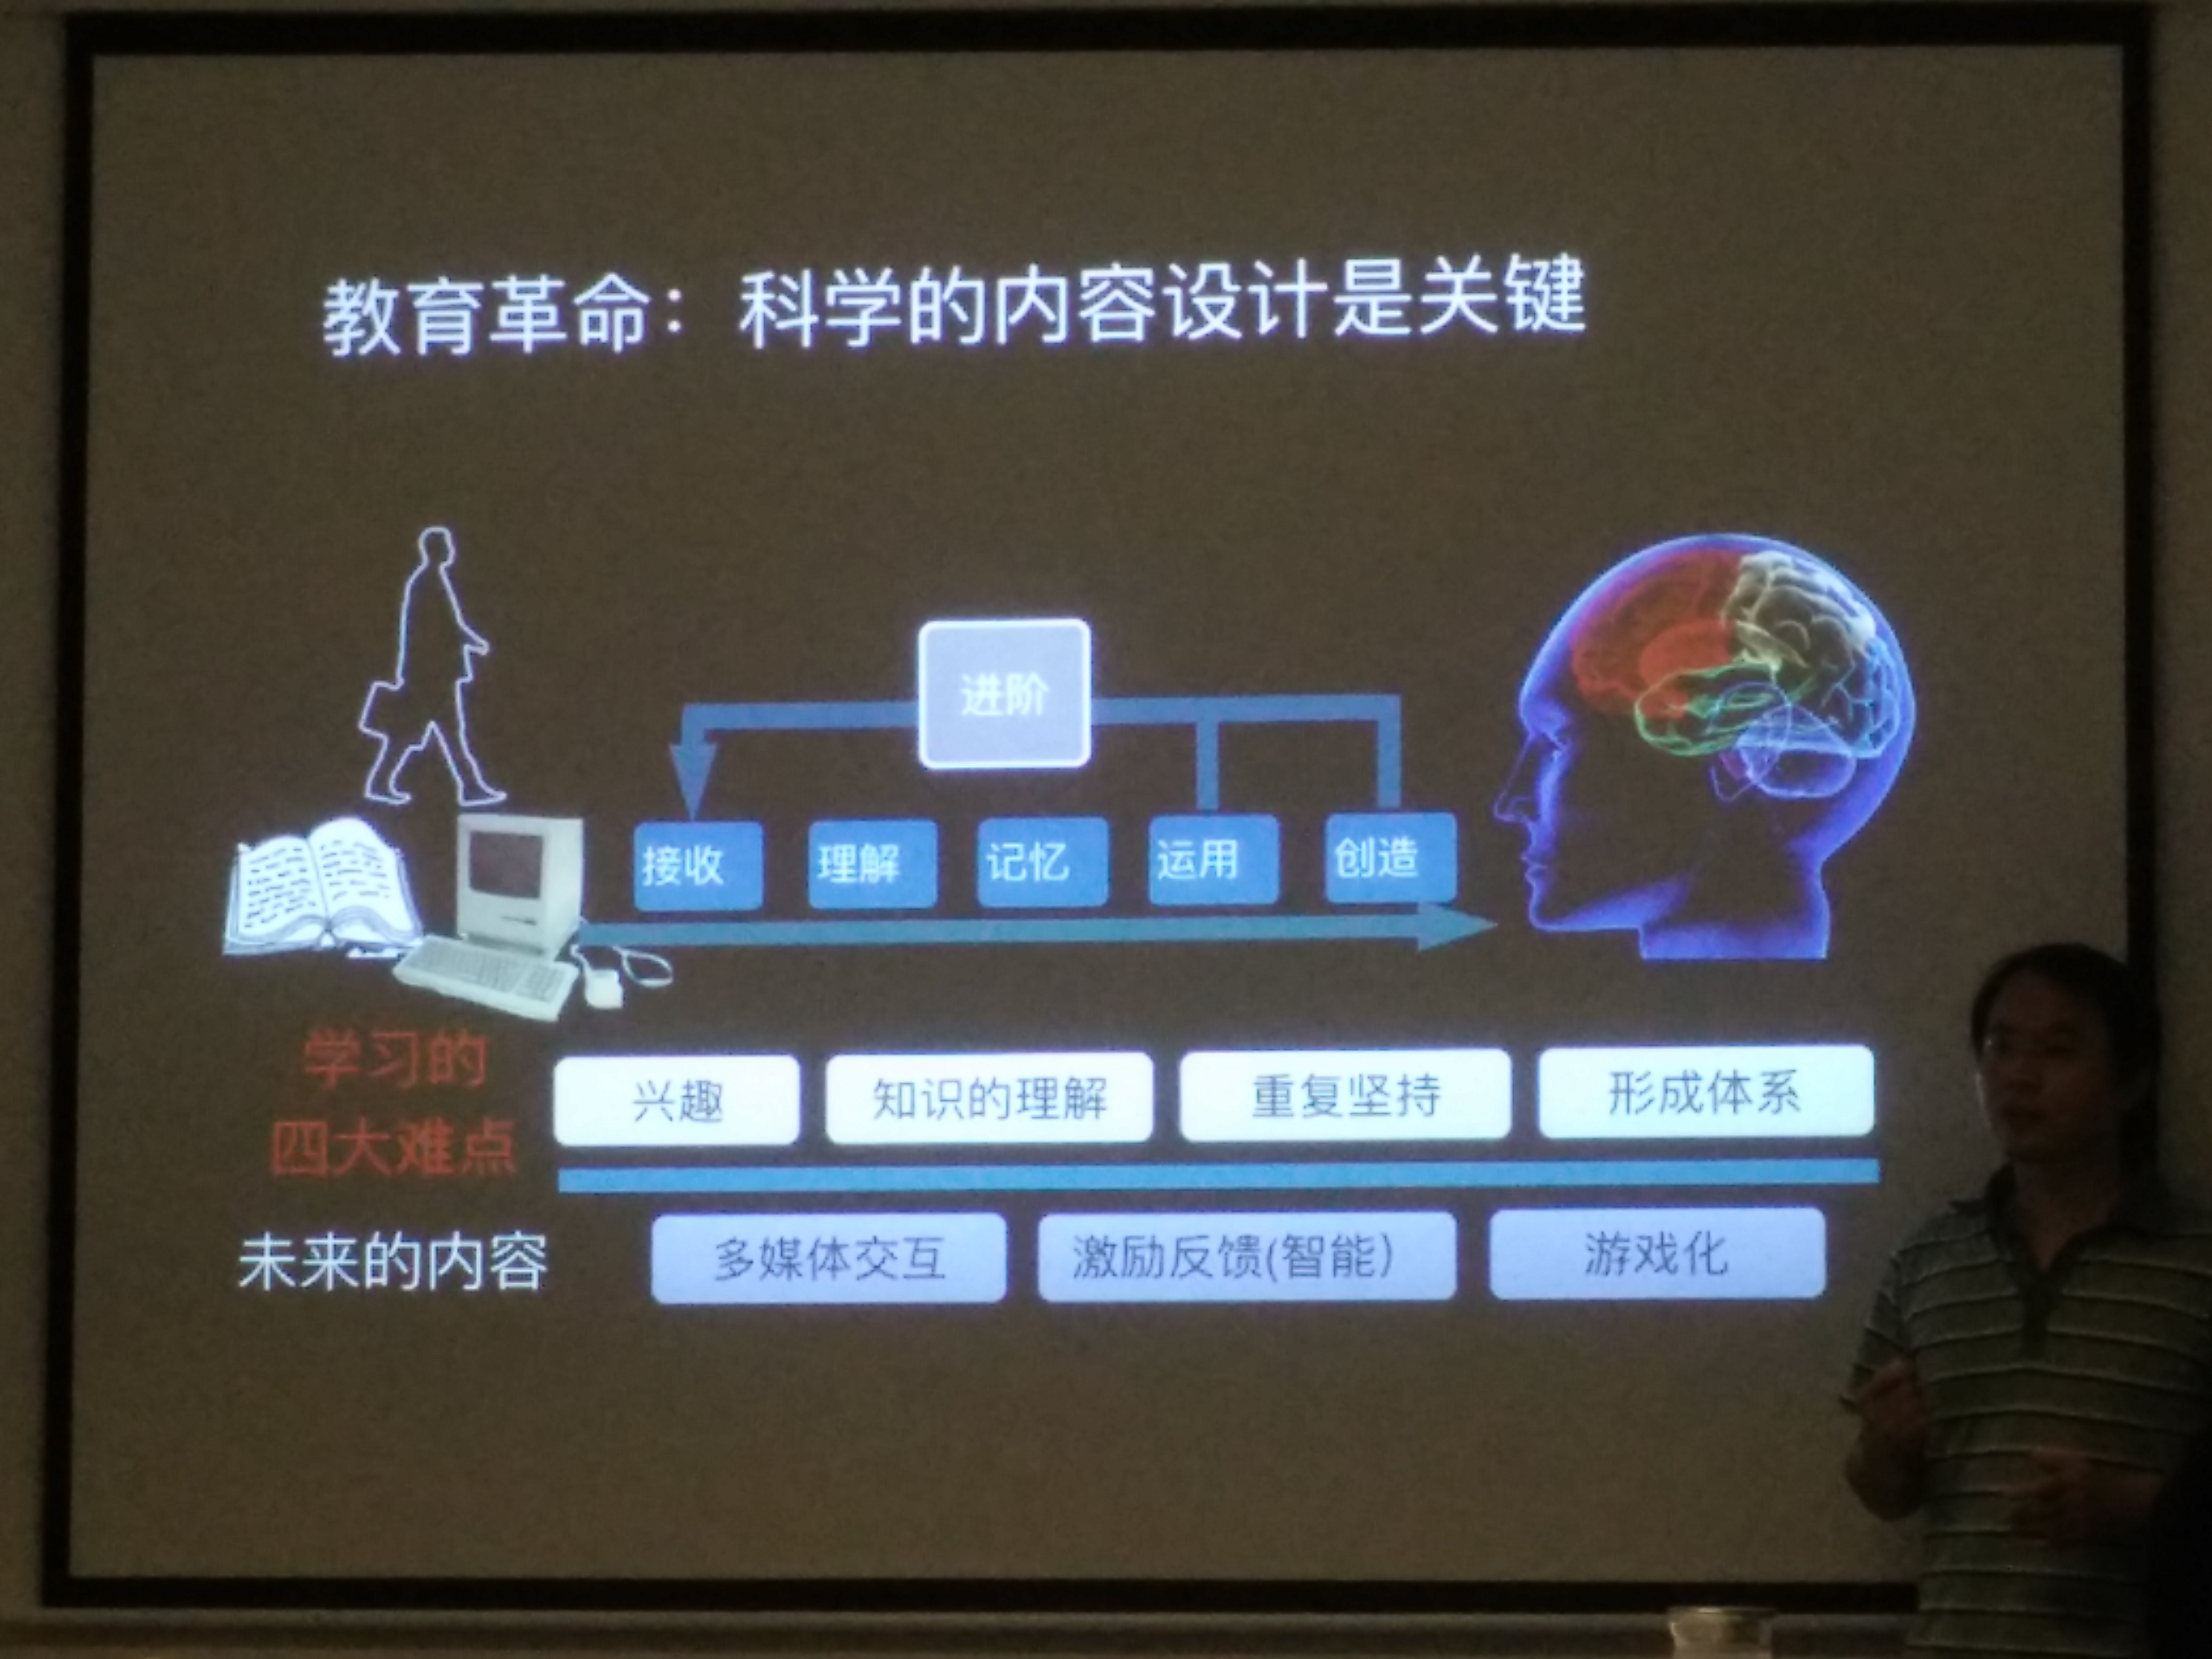 教育革命：科学的内容设计是关键
进阶
接收 理解 记忆 运用 创造
学习的
四大难点
兴趣 知识的理解 重复坚持 形成体系
未来的内容 多媒体交互 激励反馈(智能） 游戏化